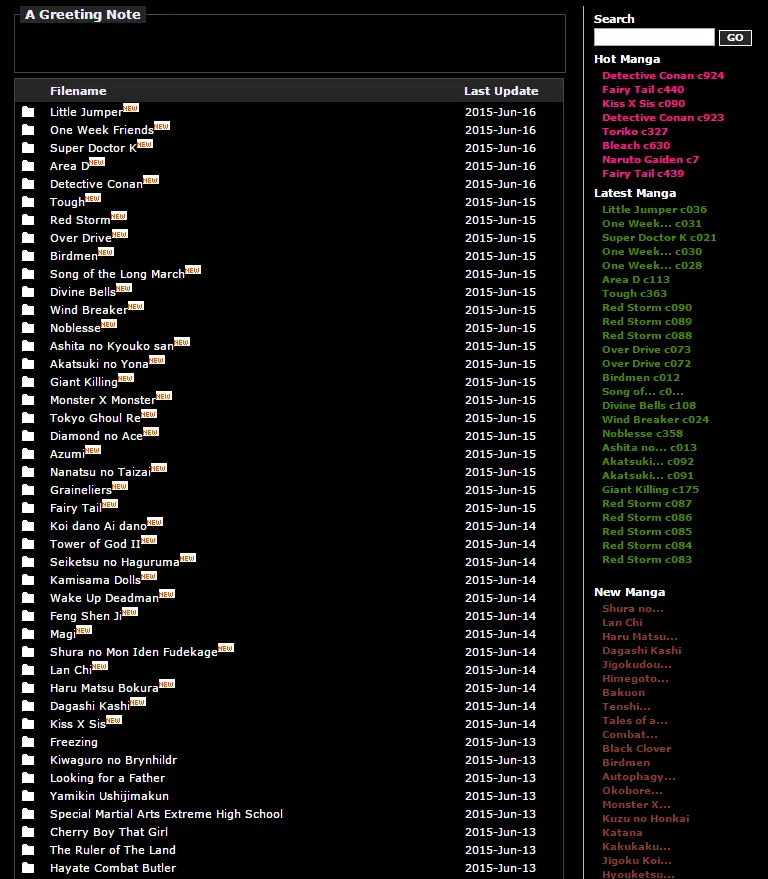 A Greeting Note
Filename Last Update
Little Jumper NEW 2015-Jun-16
One Week Friends NEW 2015-Jun-16
Super Doctor K NEW 2015-Jun-16
Area D NEW 2015-Jun-16
Detective Conan NEW 2015-Jun-16
Tough NEW 2015-Jun-15
Red Storm NEW 2015-Jun-15
Over Drive NEW 2015-Jun-15
Birdmen NEW 2015-Jun-15
Song of the Long March NEW 2015-Jun-15
Divine Bells NEW 2015-Jun-15
Wind Breaker NEW 2015-Jun-15
Noblesse NEW 2015-Jun-15
Ashita no Kyouko san NEW 2015-Jun-15
Akatsuki no Yona NEW 2015-Jun-15
Giant Killing NEW 2015-Jun-15
Monster X Monster NEW 2015-Jun-15
Tokyo Ghoul Re NEW 2015-Jun-15
Diamond no Ace NEW 2015-Jun-15
Azumi NEW 2015-Jun-15
Nanatsu no Taizai NEW 2015-Jun-15
Graineliers NEW 2015-Jun-15
Fairy Tail NEW 2015-Jun-15
Koi dano Ai dano NEW 2015-Jun-14
Tower of God II NEW 2015-Jun-14
Seiketsu no Haguruma NEW 2015-Jun-14
Kamisama Dolls NEW 2015-Jun-14
Wake Up Deadman NEW 2015-Jun-14
Feng Shen Ji NEW 2015-Jun-14
Magi NEW 2015-Jun-14
Shura no Mon Iden Fudekage NEW 2015-Jun-14
Lan Chi NEW 2015-Jun-14
Haru Matsu Bokura NEW 2015-Jun-14
Dagashi Kashi NEW 2015-Jun-14
Kiss X Sis NEW 2015-Jun-14
Freezing 2015-Jun-13
Kiwaguro no Brynhildr 2015-Jun-13
Looking for a Father 2015-Jun-13
Yamikin Ushijimakun 2015-Jun-13
Special Martial Arts Extreme High School 2015-Jun-13
Cherry Boy That Girl 2015-Jun-13
The Ruler of The Land 2015-Jun-13
Hayate Combat Butler 2015-Jun-13
Search
GO
Hot Manga
Detective Conan c924
Fairy Tail c440
Kiss X Sis c090
Detective Conan c923
Toriko c327
Bleach c630
Naruto Gaiden c7
Fairy Tail c439
Latest Manga
Little Jumper c036
One Week... c031
Super Doctor K c021
One Week... c030
One Week... c028
Area D c113
Tough c363
Red Storm c090
Red Storm c089
Red Storm c088
Over Drive c073
Over Drive c072
Birdmen c012
Song of... c0...
Divine Bells c108
Wind Breaker c024
Noblesse c358
Ashita no... c013
Akatsuki... c092
Akatsuki... c091
Giant Killing c175
Red Storm c087
Red Storm c086
Red Storm c085
Red Storm c084
Red Storm c083
New Manga
Shura no...
Lan Chi
Haru Matsu...
Dagashi Kashi
Jigokudou...
Himegoto...
Bakuon
Tenshi...
Tales of a...
Combat...
Black Clover
Birdmen
Autophagy...
Okobore...
Monster X...
Kuzu no Honkai
Katana
Kakukaku...
Jigoku Koi...
Hyouketsu...